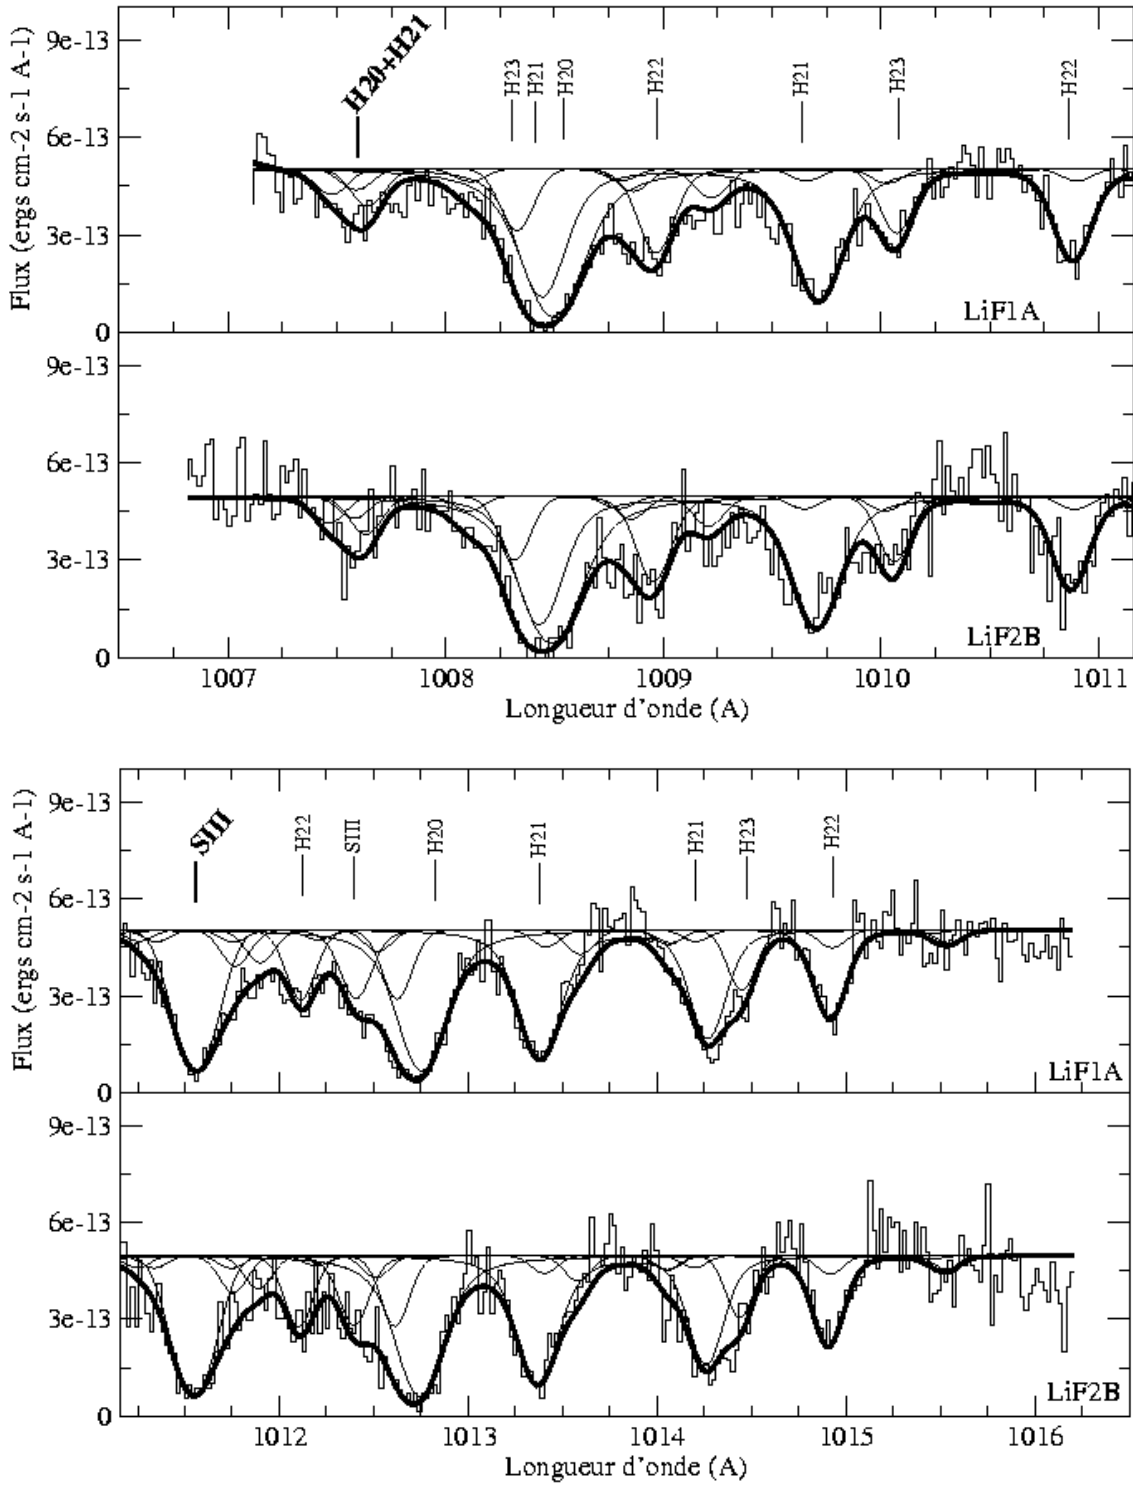 9e-13
6e-13
3e-13
0
Flux (ergs cm-2 s-1 A-1)
H20+H21
H23
H21
H20
H22
H21
H23
H22
LiF1A
9e-13
6e-13
3e-13
0
LiF2B
1007 1008 1009 1010 1011
Longueur d'onde (A)
9e-13
6e-13
3e-13
0
Flux (ergs cm-2 s-1 A-1)
SIII
H22
SIII
H20
H21
H21
H23
H22
LiF1A
9e-13
6e-13
3e-13
0
LiF2B
1012 1013 1014 1015 1016
Longueur d'onde (A)